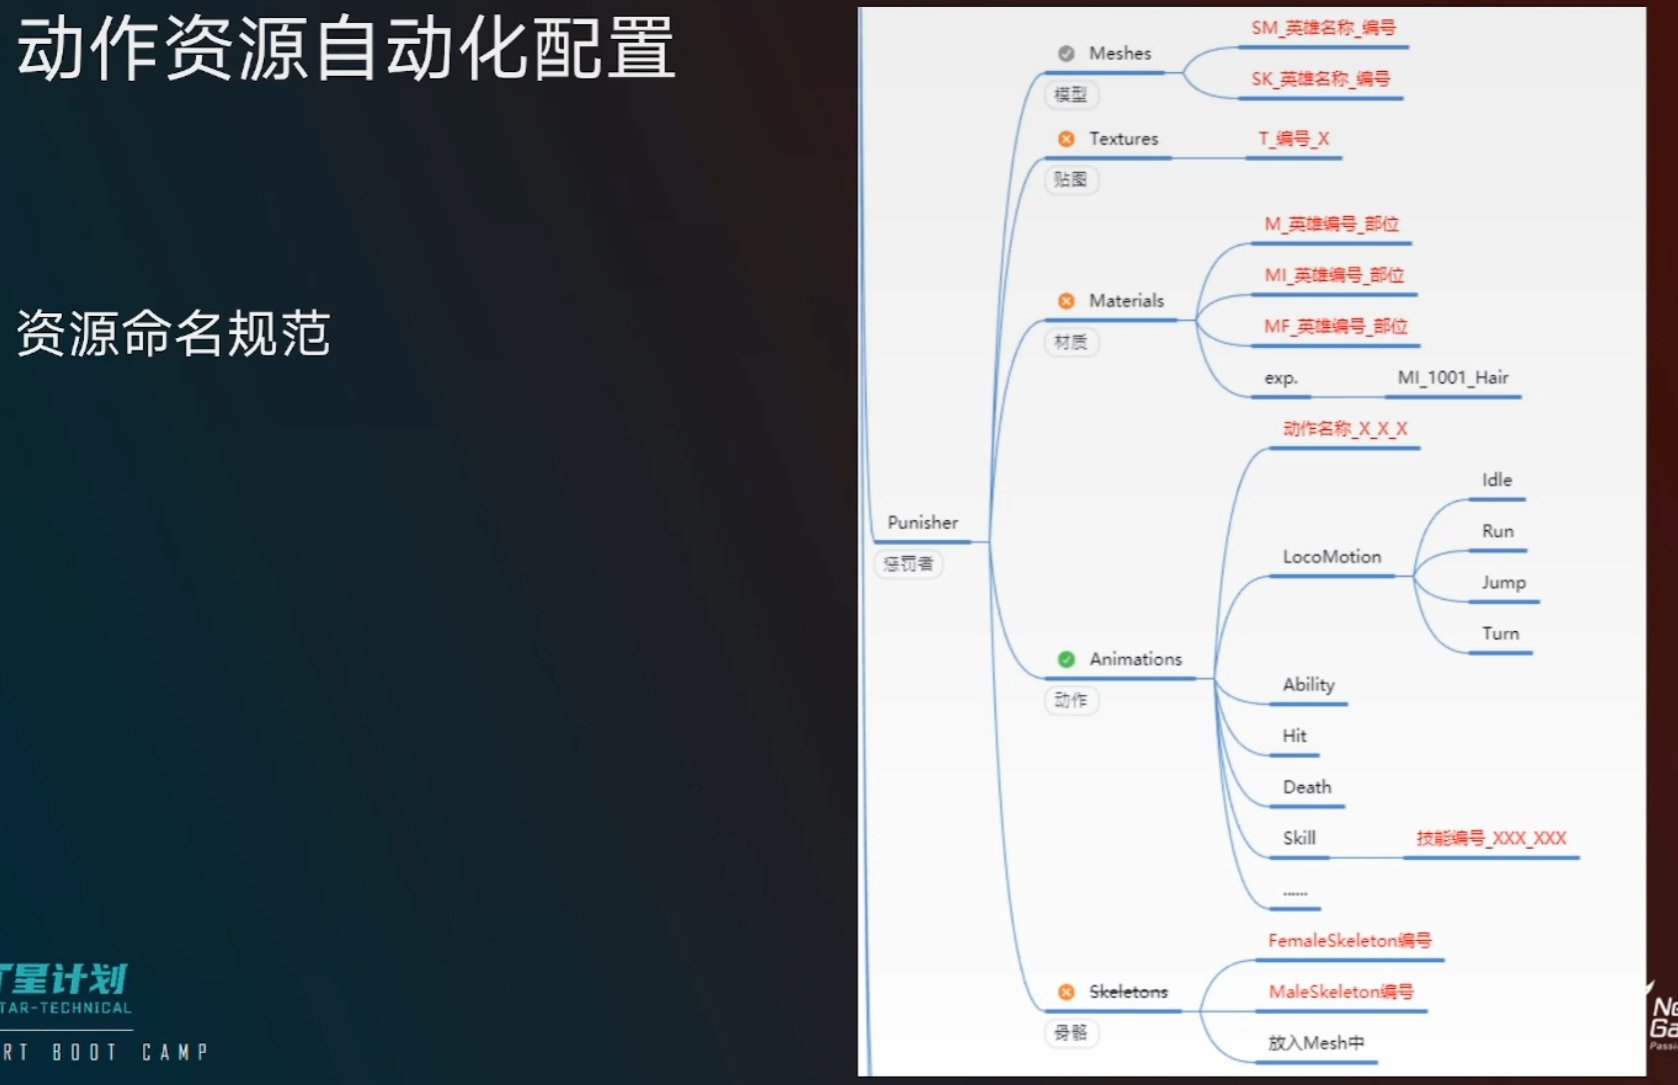 动作资源自动化配置
资源命名规范
Punisher
惩罚者
Meshes
模型
SM_英雄名称_编号
SK_英雄名称_编号
Textures
贴图
T_编号_X
Materials
材质
M_英雄编号_部位
MI_英雄编号_部位
MF_英雄编号_部位
exp.
MI_1001_Hair
Animations
动作
动作名称_X_X_X
LocoMotion
Idle
Run
Jump
Turn
Ability
Hit
Death
Skill
技能编号_XXX_XXX
......
Skeletons
骨骼
FemaleSkeleton编号
MaleSkeleton编号
放入Mesh中
星计划
TAR-TECHNICAL
RT BOOT CAMP
Ne
Ga
Passi